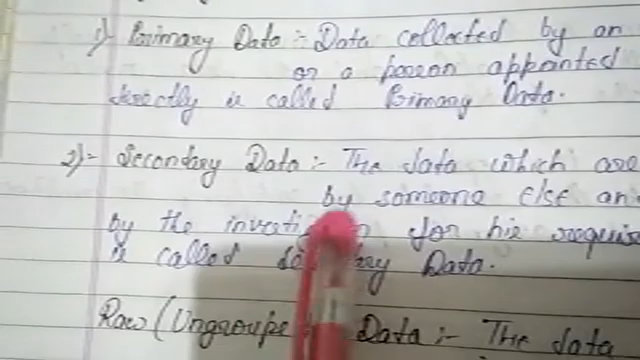 1) Primary Data :- Data collected by an
or a person appointed
directly is called Primary Data.
2) - Secondary Data :- The data which are
by someone else an
by the for his
is called Data.
Raw ( Data :- The data